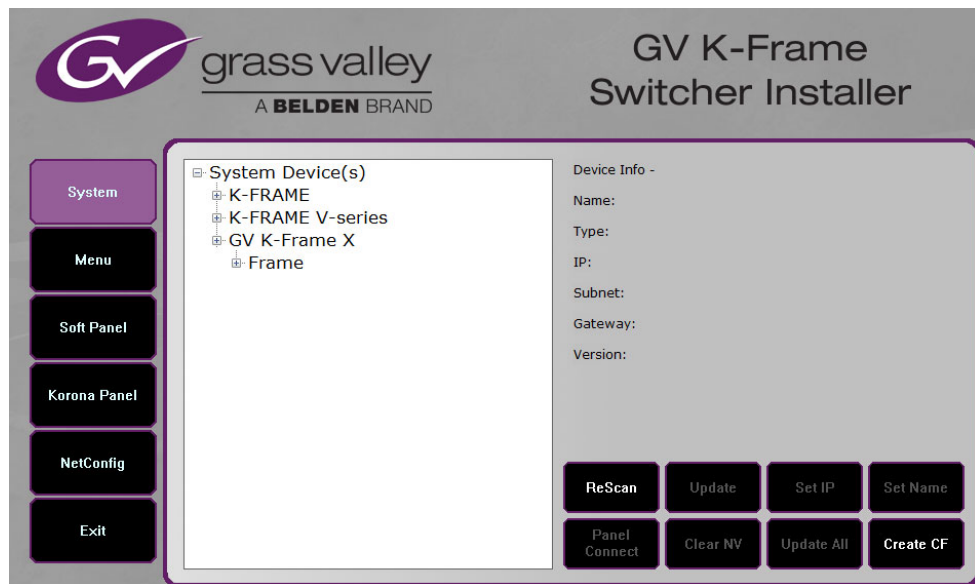 GV
grass valley
A BELDEN BRAND
GV K-Frame
Switcher Installer
System
Menu
Soft Panel
Korona Panel
NetConfig
Exit
System Device(s)
K-FRAME
K-FRAME V-series
GV K-Frame X
Frame
Device Info -
Name:
Type:
IP:
Subnet:
Gateway:
Version:
ReScan
Update
Set IP
Set Name
Panel
Connect
Clear NV
Update All
Create CF